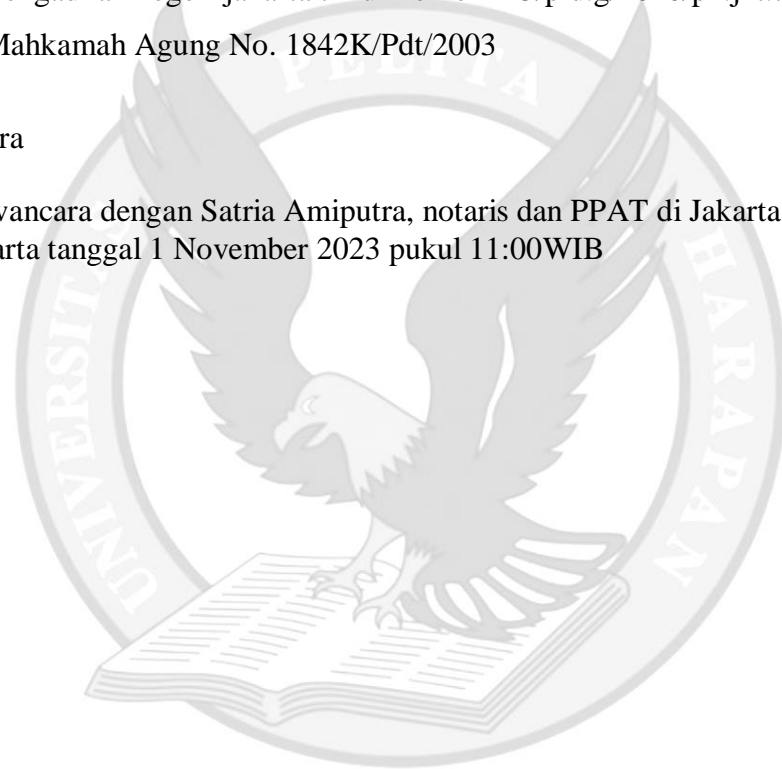 Mahkamah Agung No. 1842K/Pdt/2003
ra
wancara dengan Satria Amiputra, notaris dan PPAT di Jakarta
arta tanggal 1 November 2023 pukul 11:00WIB
UNIVERSITAS PELITA HARAPAN